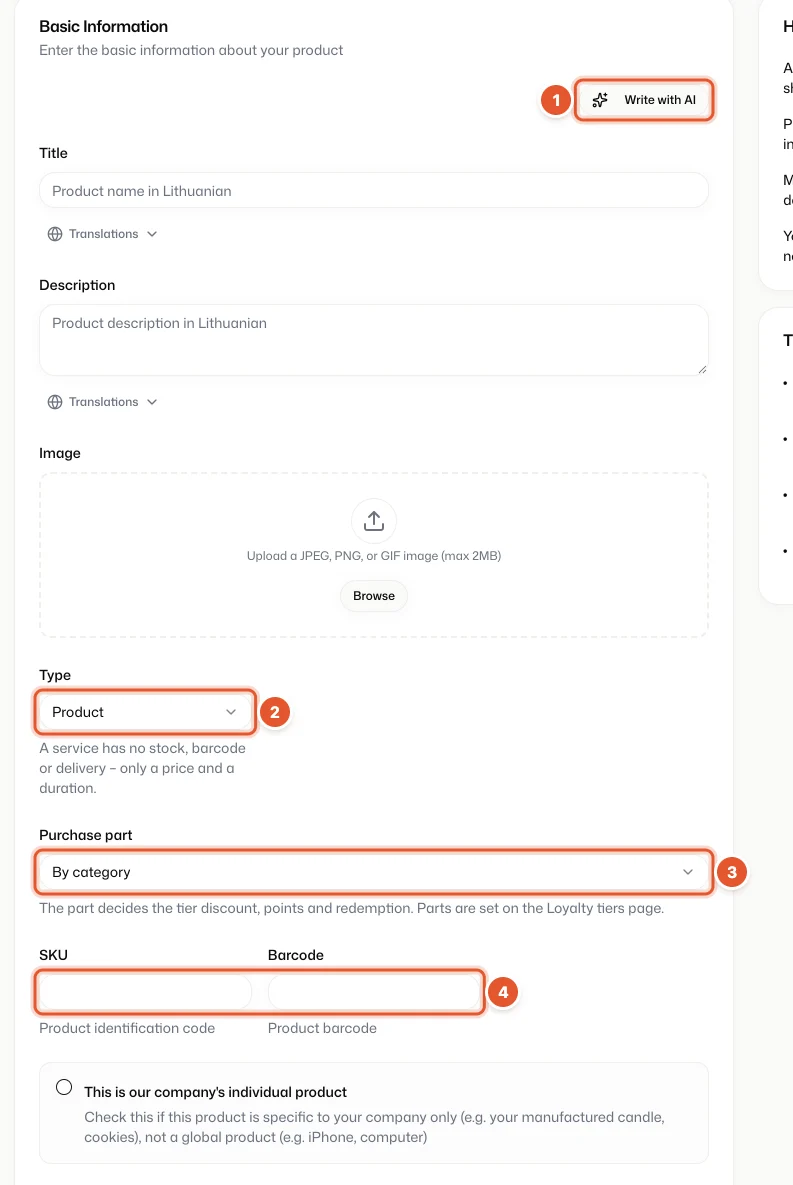 Basic Information
Enter the basic information about your product
1
Write with AI
Title
Product name in Lithuanian
Translations
Description
Product description in Lithuanian
Translations
Image
Upload a JPEG, PNG, or GIF image (max 2MB)
Browse
Type
Product
2
A service has no stock, barcode
or delivery – only a price and a
duration.
Purchase part
By category
3
The part decides the tier discount, points and redemption. Parts are set on the Loyalty tiers page.
SKU Barcode
4
Product identification code Product barcode
This is our company's individual product
Check this if this product is specific to your company only (e.g. your manufactured candle,
cookies), not a global product (e.g. iPhone, computer)